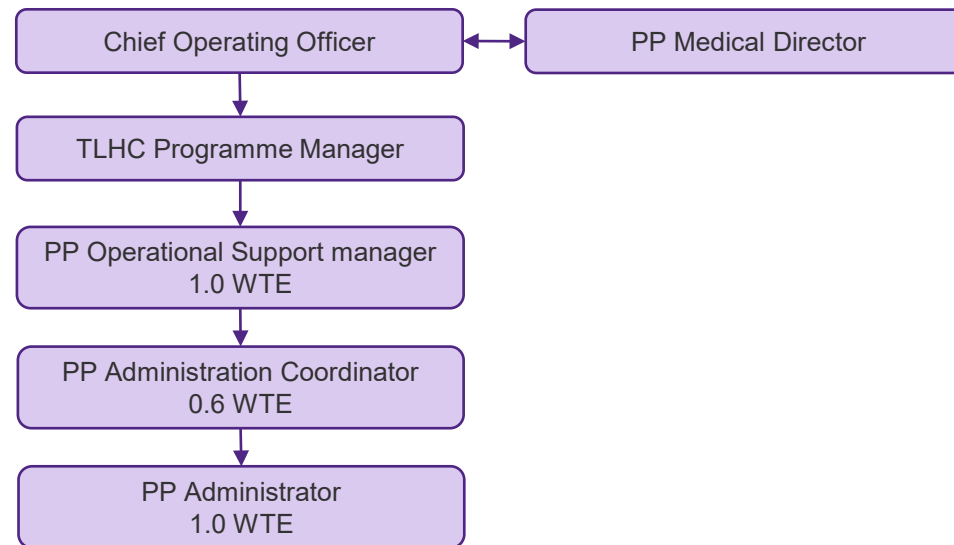 Chief Operating Officer
PP Medical Director
TLHC Programme Manager
PP Operational Support manager
1.0 WTE
PP Administration Coordinator
0.6 WTE
PP Administrator
1.0 WTE